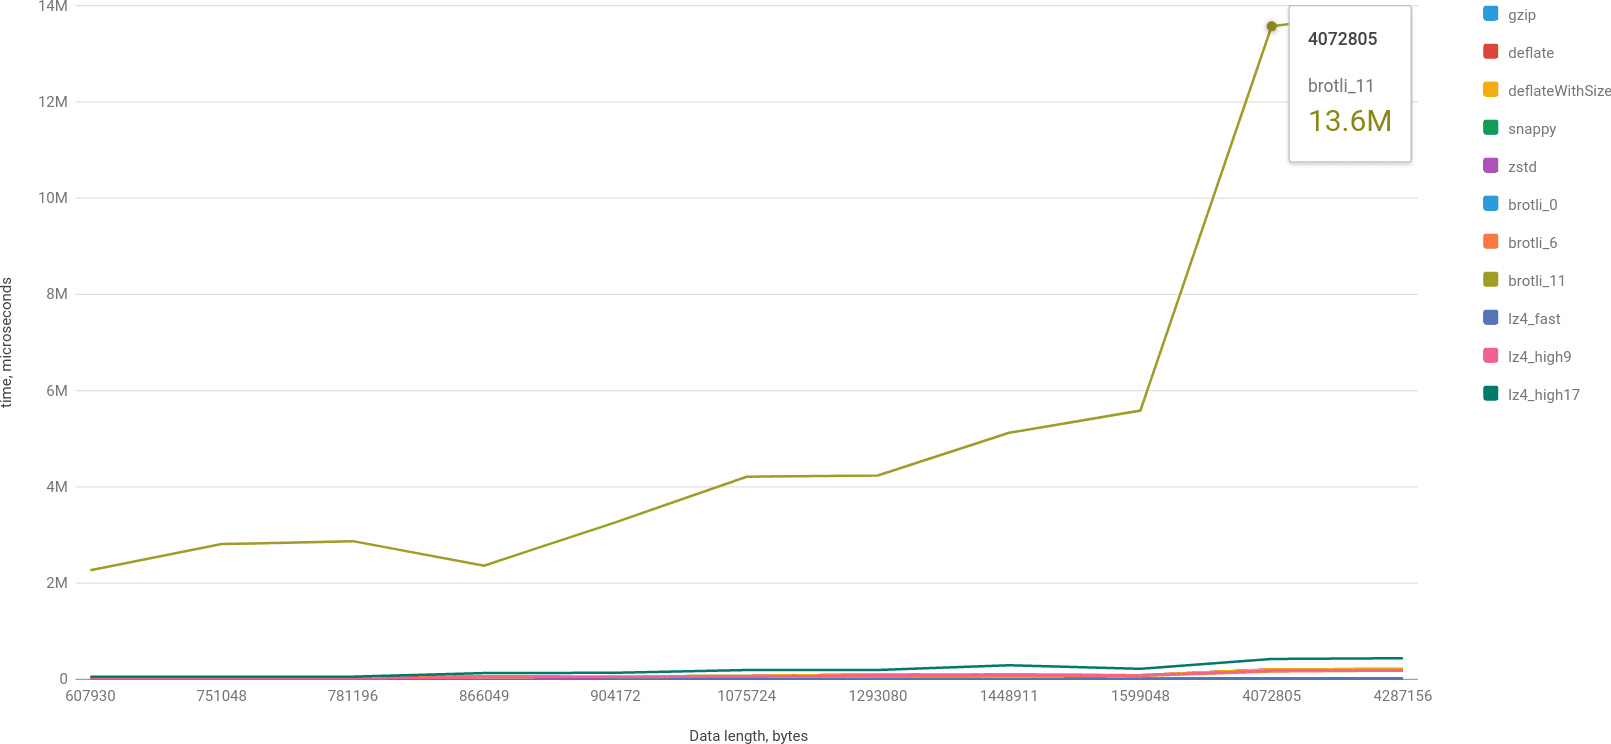 14M
12M
10M
8M
6M
4M
2M
0
time, microseconds
607930 751048 781196 866049 904172 1075724 1293080 1448911 1599048 4072805 4287156
Data length, bytes
4072805
brotli_11
13.6M
gzip
deflate
deflateWithSize
snappy
zstd
brotli_0
brotli_6
brotli_11
lz4_fast
lz4_high9
lz4_high17